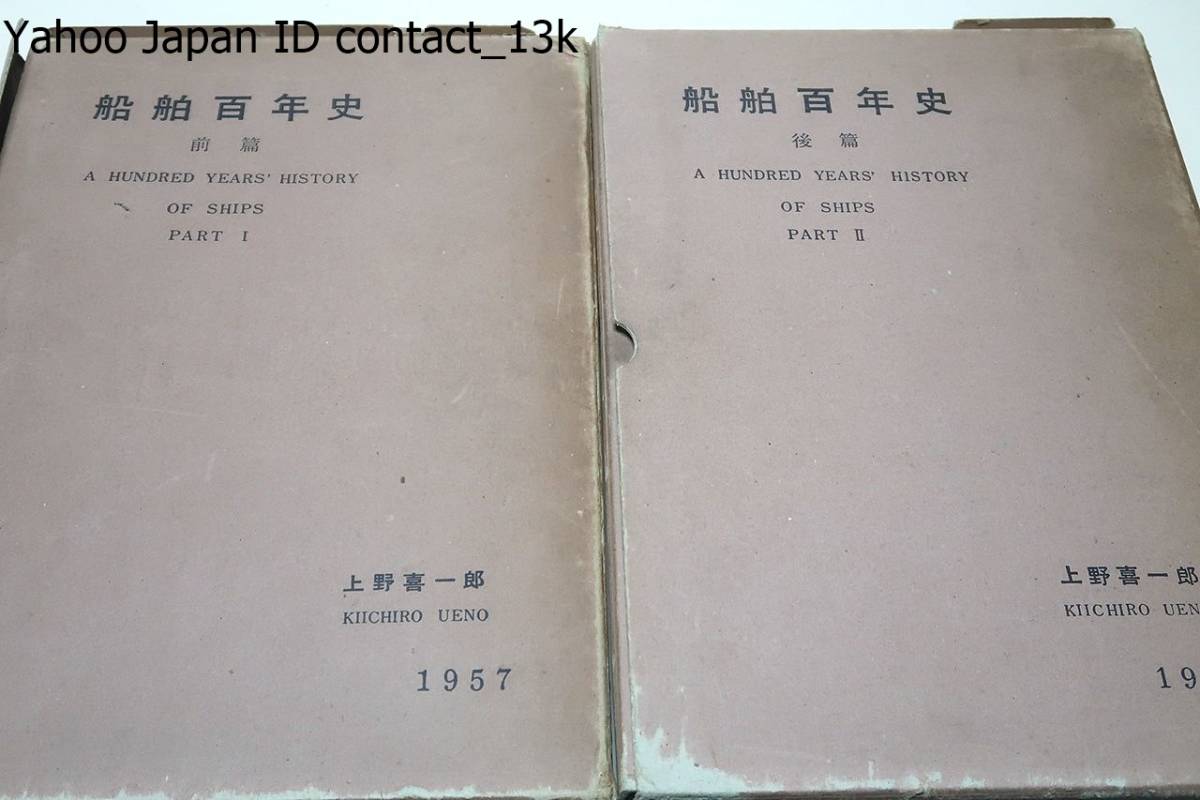 Yahoo Japan ID contact_13k
船舶百年史
前篇
A HUNDRED YEARS' HISTORY
OF SHIPS
PART I
上野喜一郎
KIICHIRO UENO
1957
船舶百年史
後篇
A HUNDRED YEARS' HISTORY
OF SHIPS
PART II
上野喜一郎
KIICHIRO UEN
19